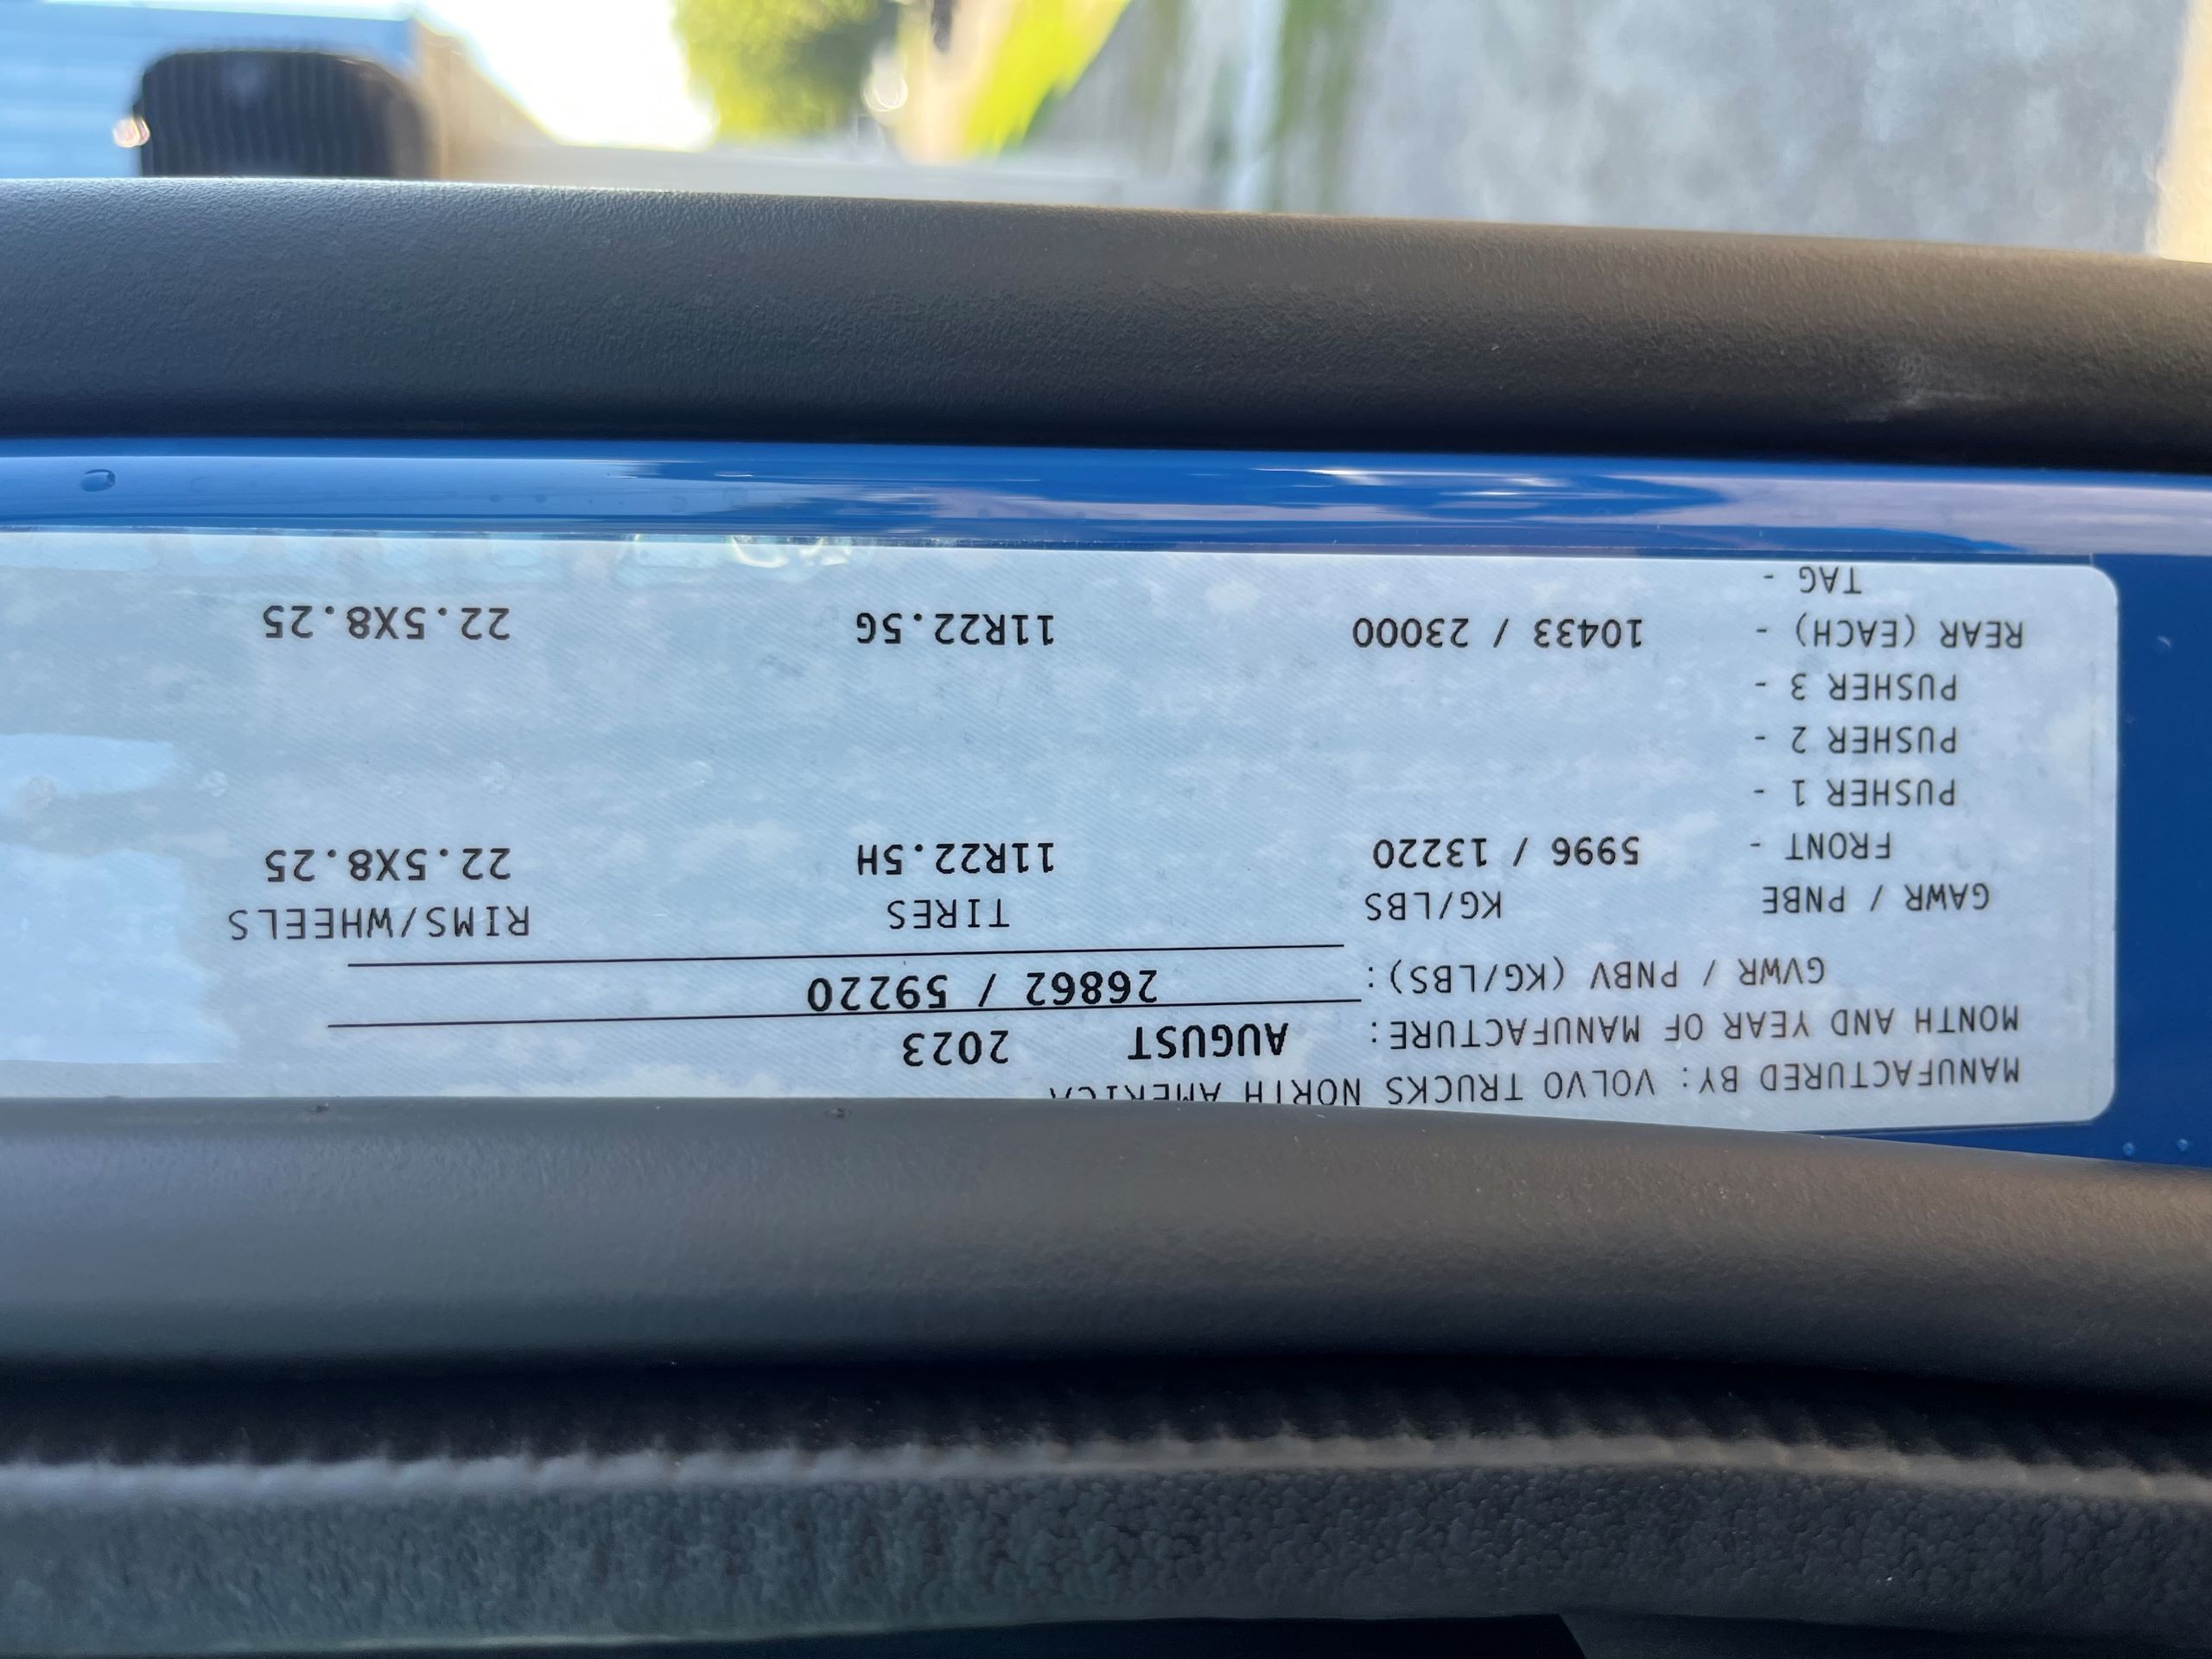 MANUFACTURED BY: VOLVO TRUCKS NORTH AMERICA
MONTH AND YEAR OF MANUFACTURE: AUGUST 2023
GVWR / PNBV (KG/LBS): 26862 / 59220
GAWR / PNBE KG/LBS TIRES RIMS/WHEELS
FRONT - 5996 / 13220 11R22.5H 22.5X8.25
PUSHER 1 -
PUSHER 2 -
PUSHER 3 -
REAR (EACH) - 10433 / 23000 11R22.5G 22.5X8.25
TAG -